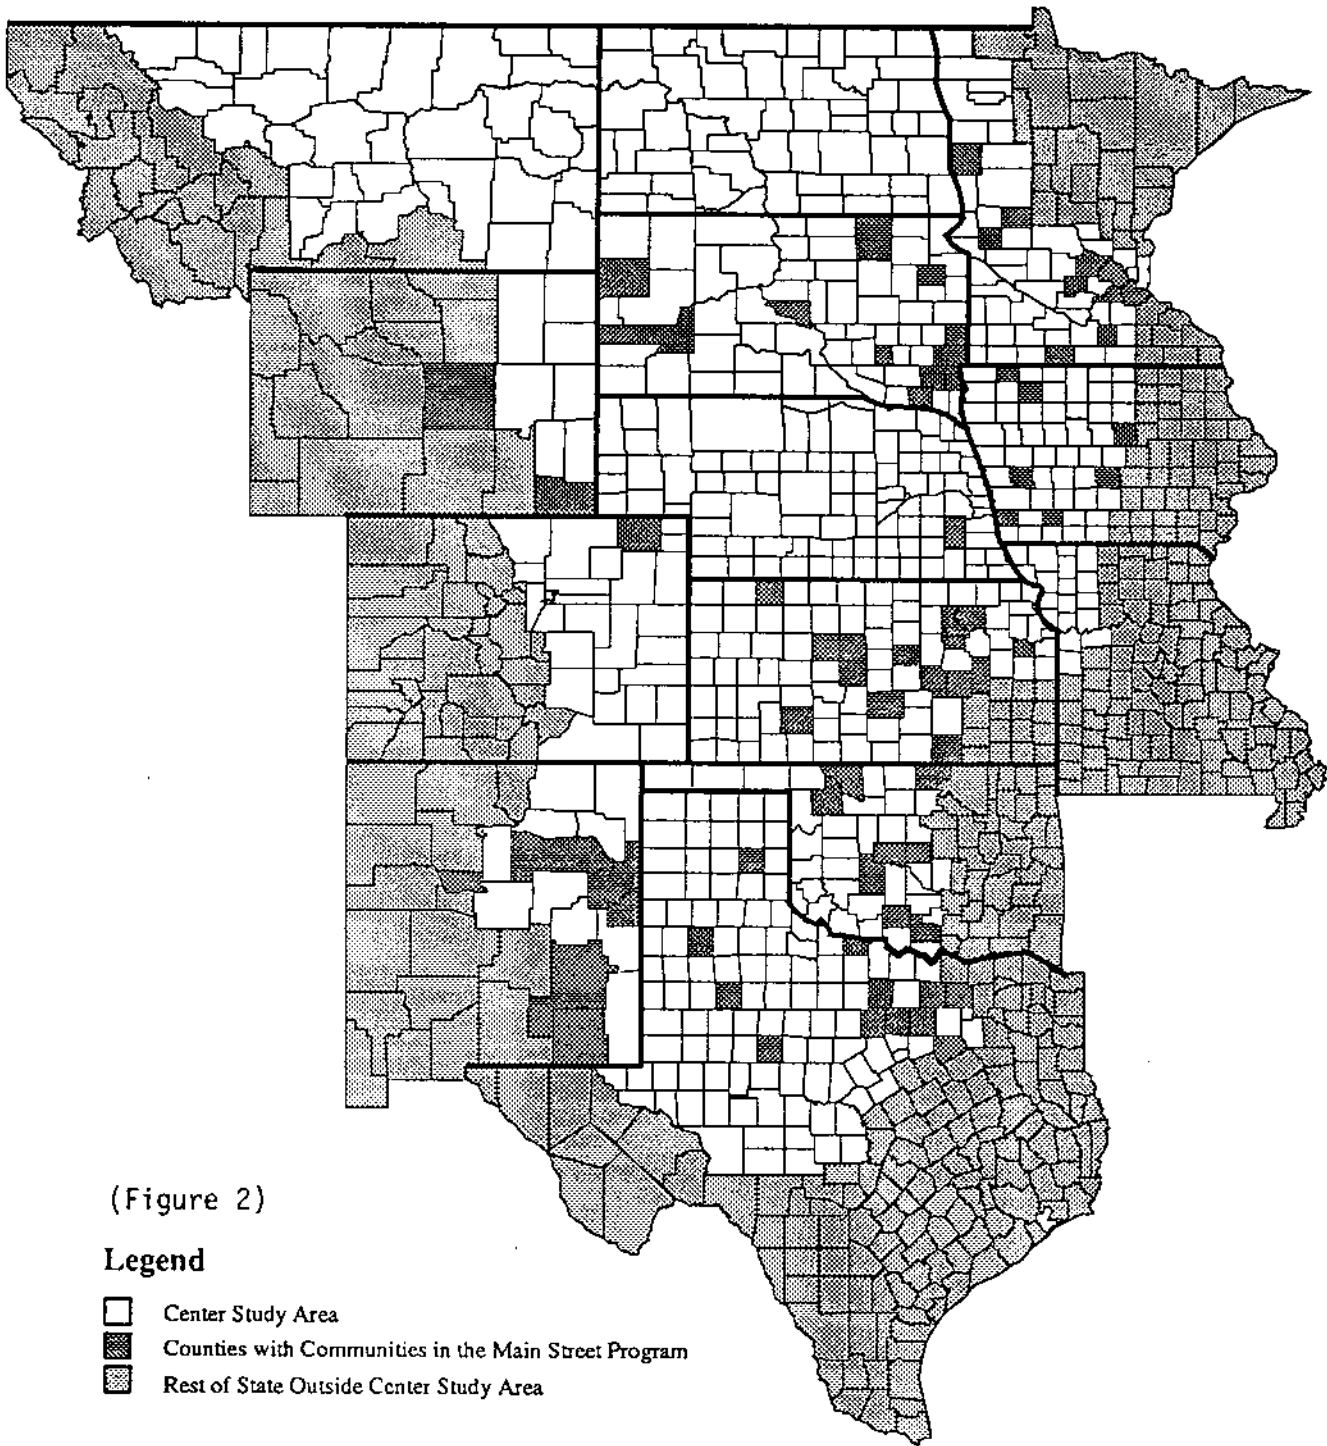 (Figure 2)
Legend
Center Study Area
Counties with Communities in the Main Street Program
Rest of State Outside Center Study Area